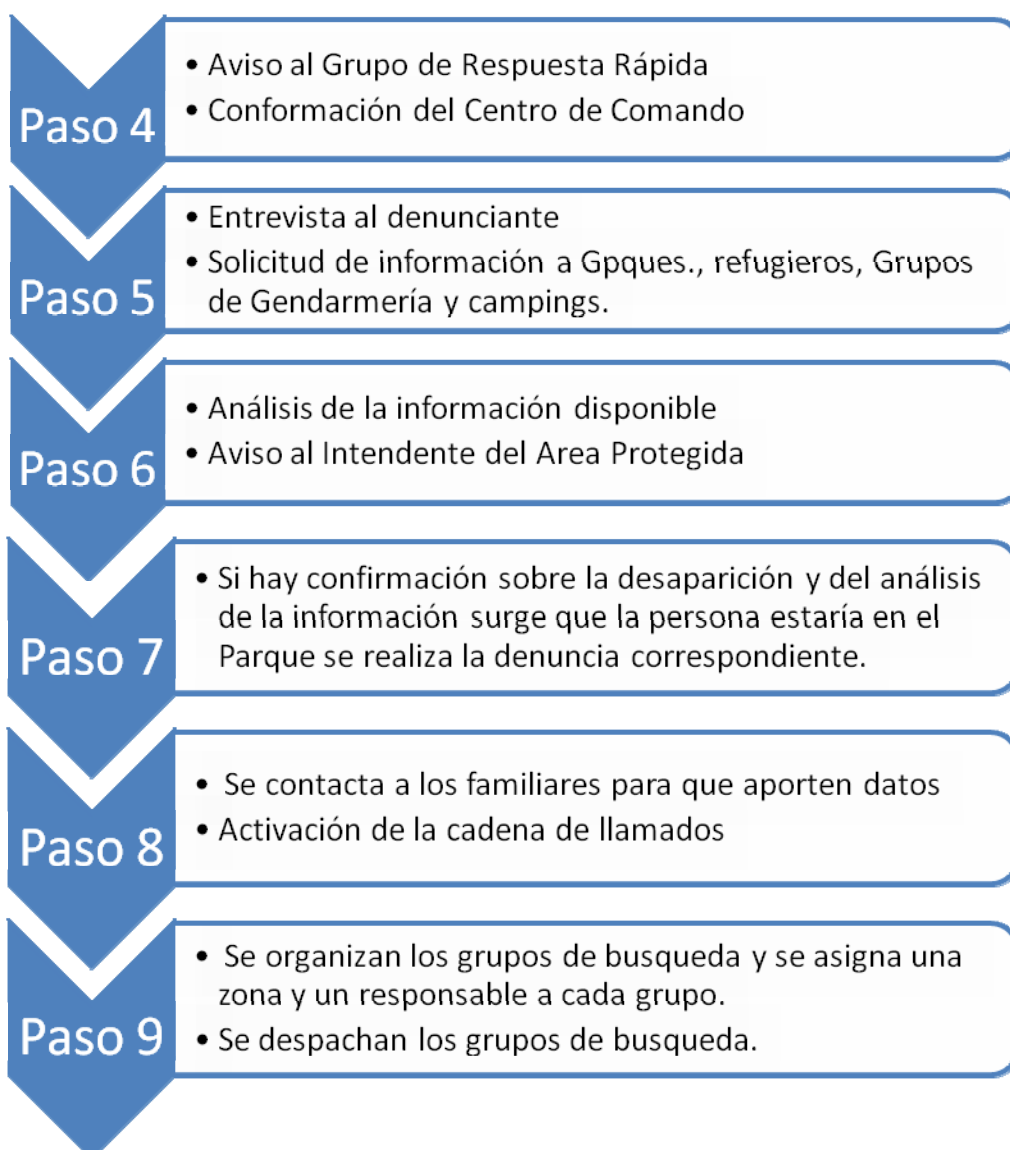 Paso 4
• Aviso al Grupo de Respuesta Rápida
• Conformación del Centro de Comando
Paso 5
• Entrevista al denunciante
• Solicitud de información a Gpques., refugieros, Grupos
de Gendarmería y campings.
Paso 6
• Análisis de la información disponible
• Aviso al Intendente del Area Protegida
Paso 7
• Si hay confirmación sobre la desaparición y del análisis
de la información surge que la persona estaría en el
Parque se realiza la denuncia correspondiente.
Paso 8
• Se contacta a los familiares para que aporten datos
• Activación de la cadena de llamados
Paso 9
• Se organizan los grupos de busqueda y se asigna una
zona y un responsable a cada grupo.
• Se despachan los grupos de busqueda.